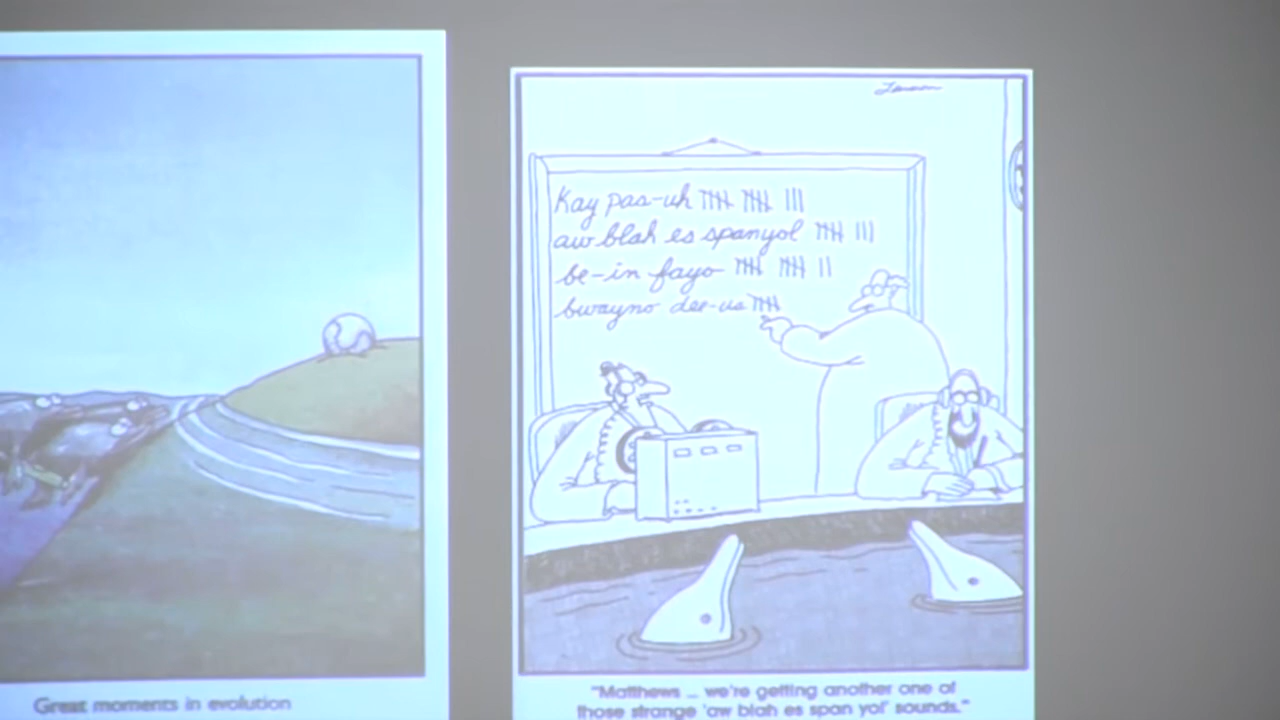 Great moments in evolution
Larson
Kay pas-uh
aw blah es spanyol
be-in fayo
bwayno dee-us
"Matthews ... we're getting another one of
those strange 'aw blah es span yol' sounds."